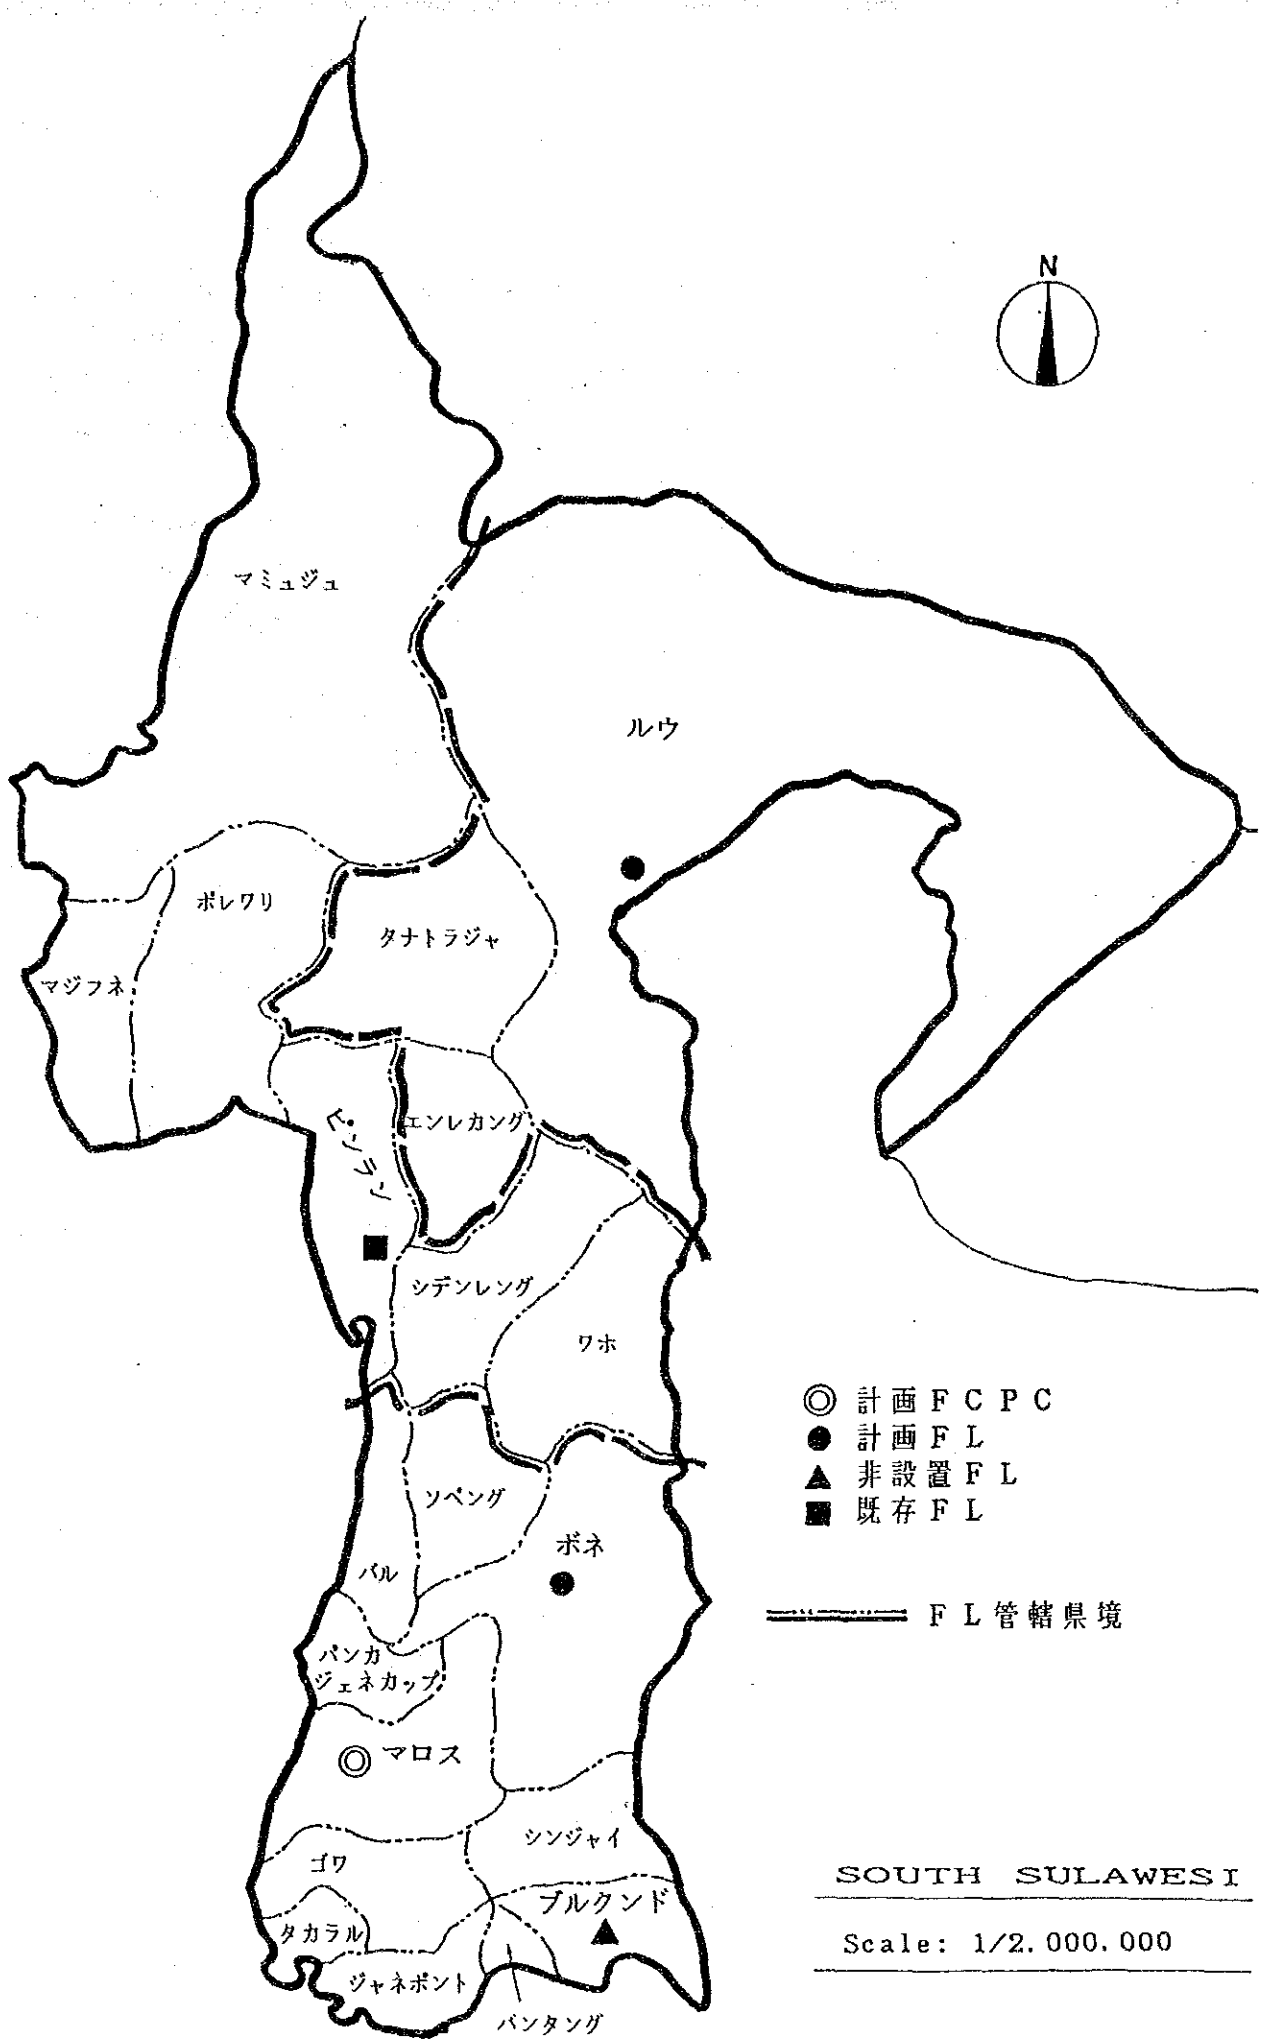 N
マミュジュ
ルウ
ポレワリ
タナトラジャ
マジフネ
ピンラン
エンレカング
シデンレング
ワホ
◎ 計画FCPC
● 計画FL
▲ 非設置FL
■ 既存FL
ソペング
ボネ
バル
FL管轄県境
パンカ
ジェネカップ
マロス
シンジャイ
ゴワ
SOUTH SULAWESI
ブルクンド
タカラル
Scale: 1/2.000.000
ジャネポント
バンタング